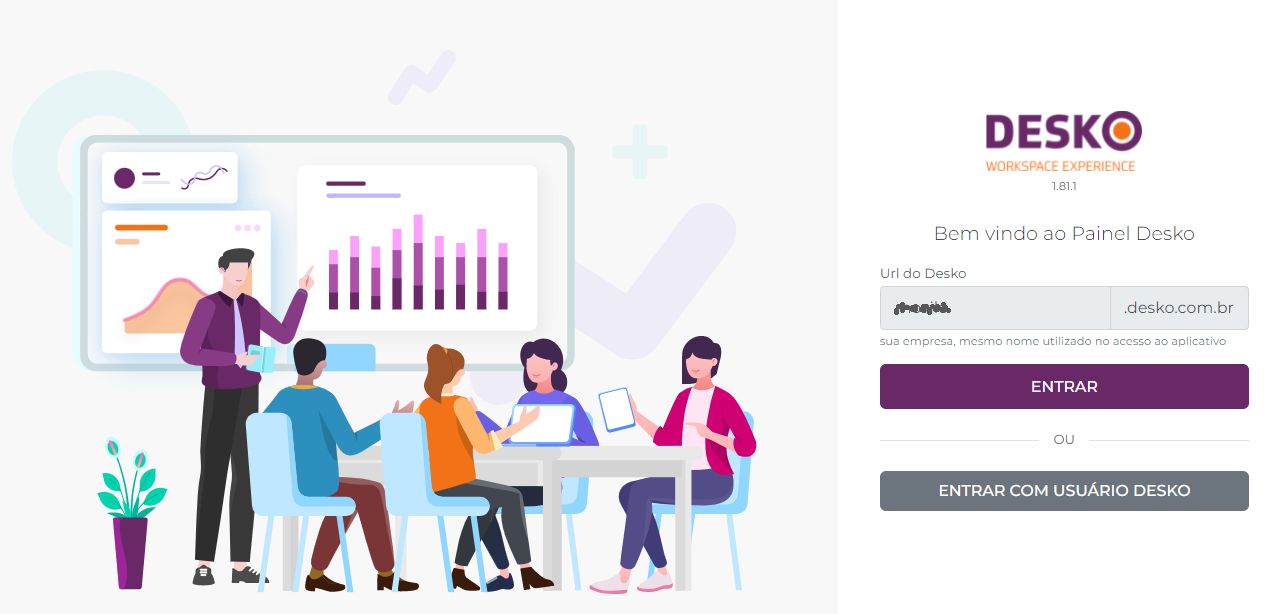 DESKO
WORKSPACE EXPERIENCE
1.81.1
Bem vindo ao Painel Desko
Url do Desko
.desko.com.br
sua empresa, mesmo nome utilizado no acesso ao aplicativo
ENTRAR
OU
ENTRAR COM USUÁRIO DESKO